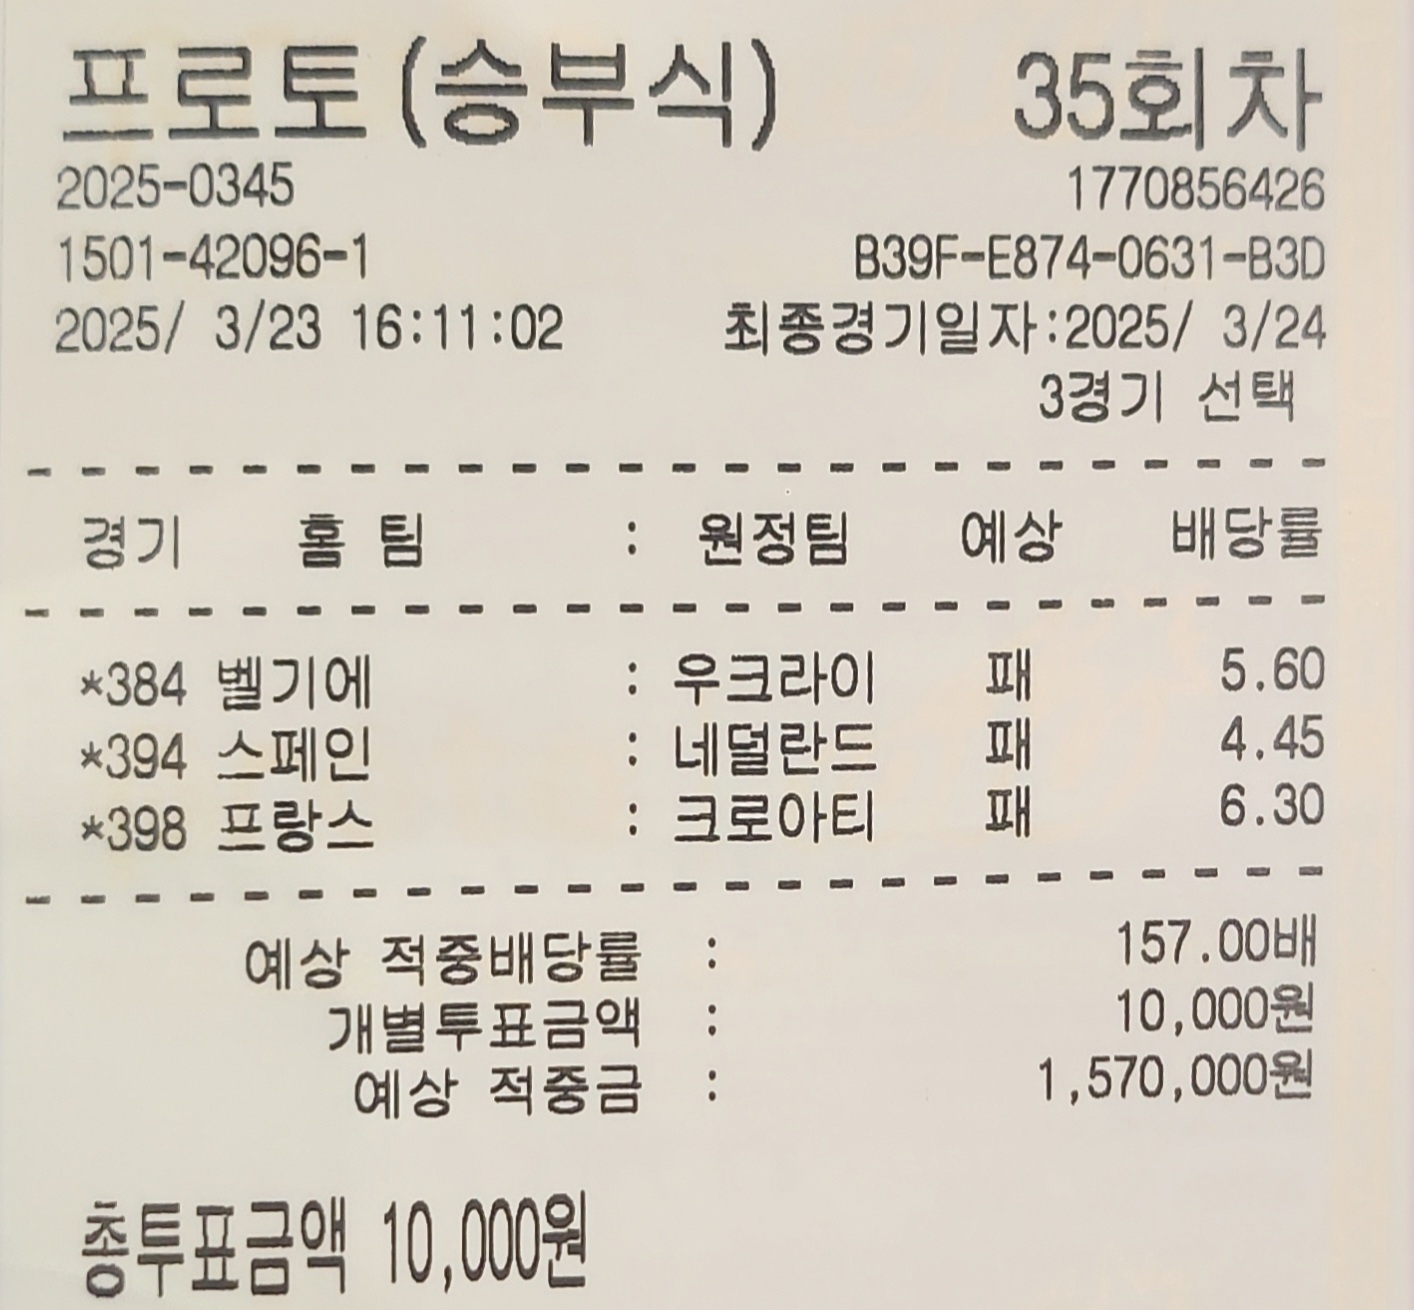 프로토(승부식) 35회차
2025-0345 1770856426
1501-42096-1 B39F-E874-0631-B3D
2025/ 3/23 16:11:02 최종경기일자:2025/ 3/24
3경기 선택
경기 홈 팀 : 원정팀 예상 배당률
*384 벨기에 : 우크라이 패 5.60
*394 스페인 : 네덜란드 패 4.45
*398 프랑스 : 크로아티 패 6.30
예상 적중배당률 : 157.00배
개별투표금액 : 10,000원
예상 적중금 : 1,570,000원
총투표금액 10,000원